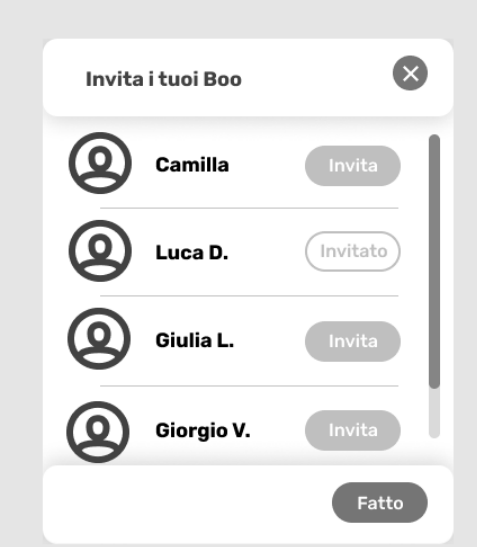 Invita i tuoi Boo
Camilla Invita
Luca D. Invitato
Giulia L. Invita
Giorgio V. Invita
Fatto